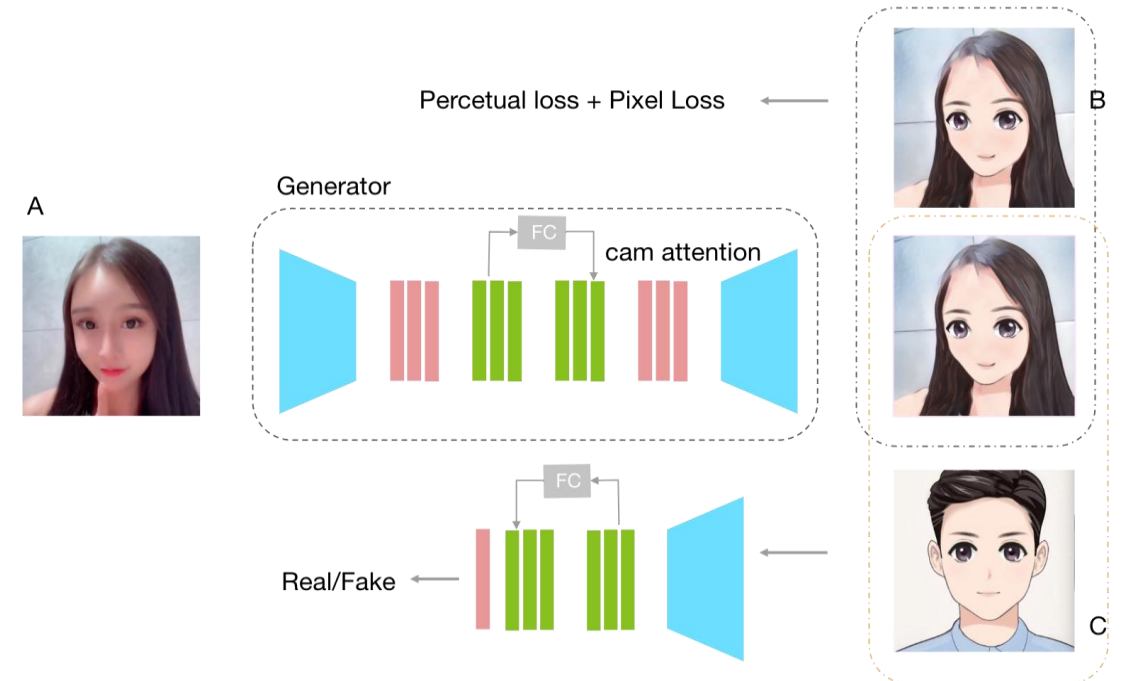 Percetual loss + Pixel Loss
B
Generator
A
FC
cam attention
FC
Real/Fake
C